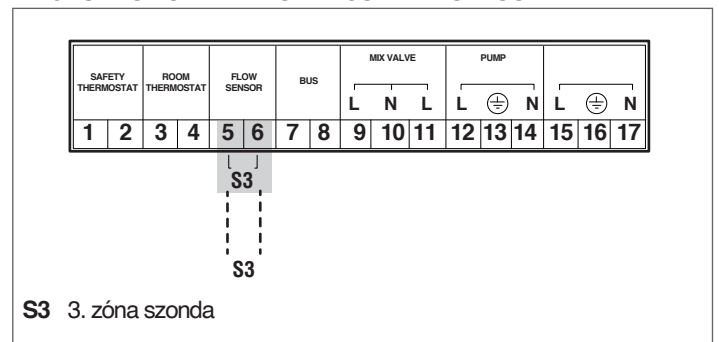 SAFETY THERMOSTAT
ROOM THERMOSTAT
FLOW SENSOR
BUS
MIX VALVE
PUMP
L N L L N L N
1 2 3 4 5 6 7 8 9 10 11 12 13 14 15 16 17
S3
S3
S3 3. zóna szonda